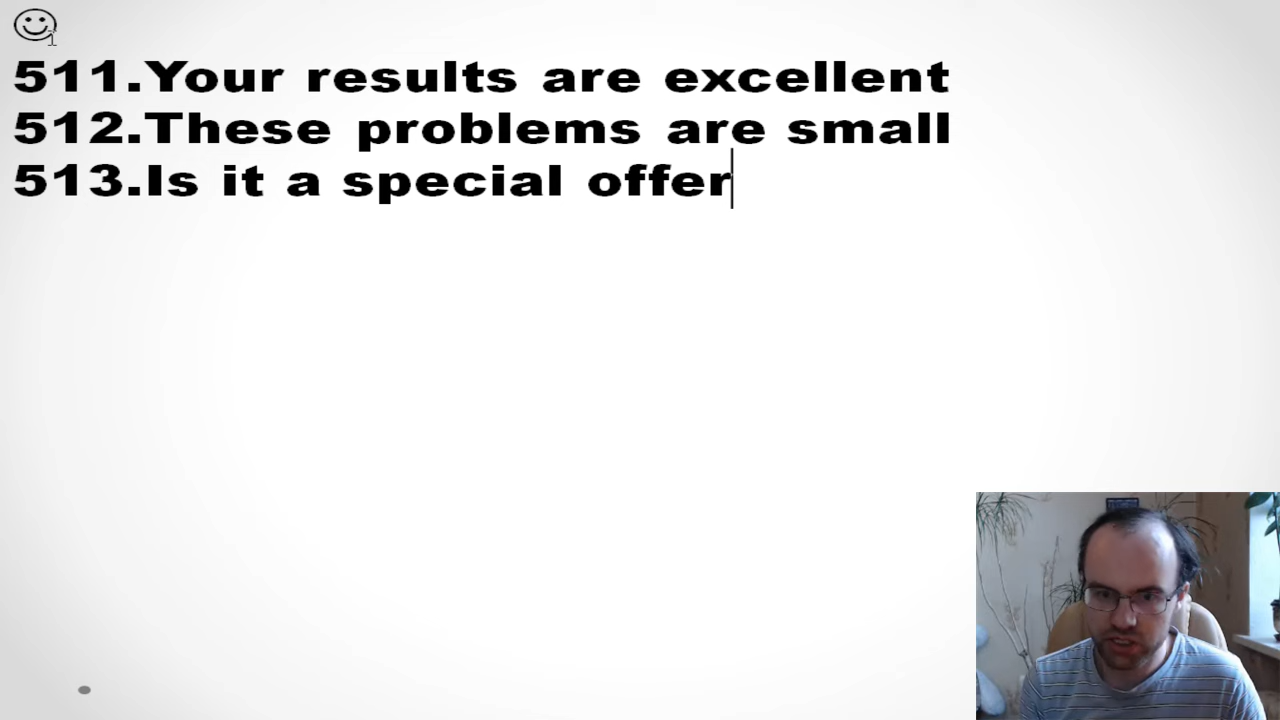 511.Your results are excellent
512.These problems are small
513.Is it a special offer